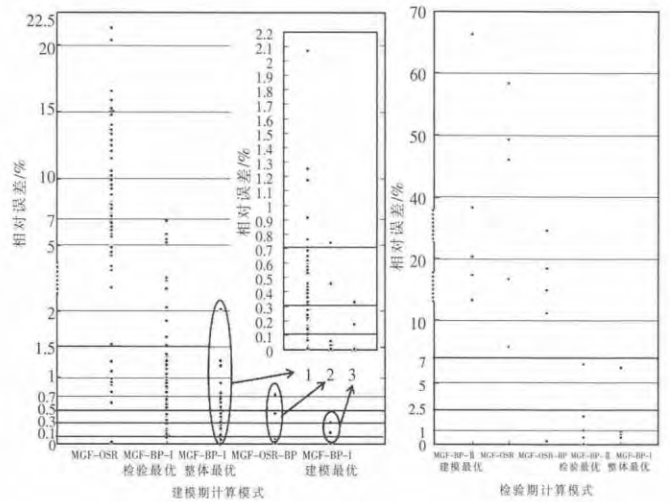 相对误差/%
22.5
20
15
10
7
5
2
1.5
1
0.7
0.5
0.3
0.1
0
MGF-OSR
MGF-BP-I
检验最优
MGF-BP-I
整体最优
MGF-OSR-BP
MGF-BP-I
建模最优
建模期计算模式
相对误差/%
2.2
2.1
2
1.9
1.8
1.7
1.6
1.5
1.4
1.3
1.2
1.1
1
0.9
0.8
0.7
0.6
0.5
0.4
0.3
0.2
0.1
0
1 2 3
相对误差/%
70
60
50
40
30
20
10
7
5
2.5
1
0
MGF-BP-Ⅱ
建模最优
MGF-OSR
MGF-OSR-BP
MGF-BP-Ⅱ
检验最优
MGF-BP-I
整体最优
检验期计算模式